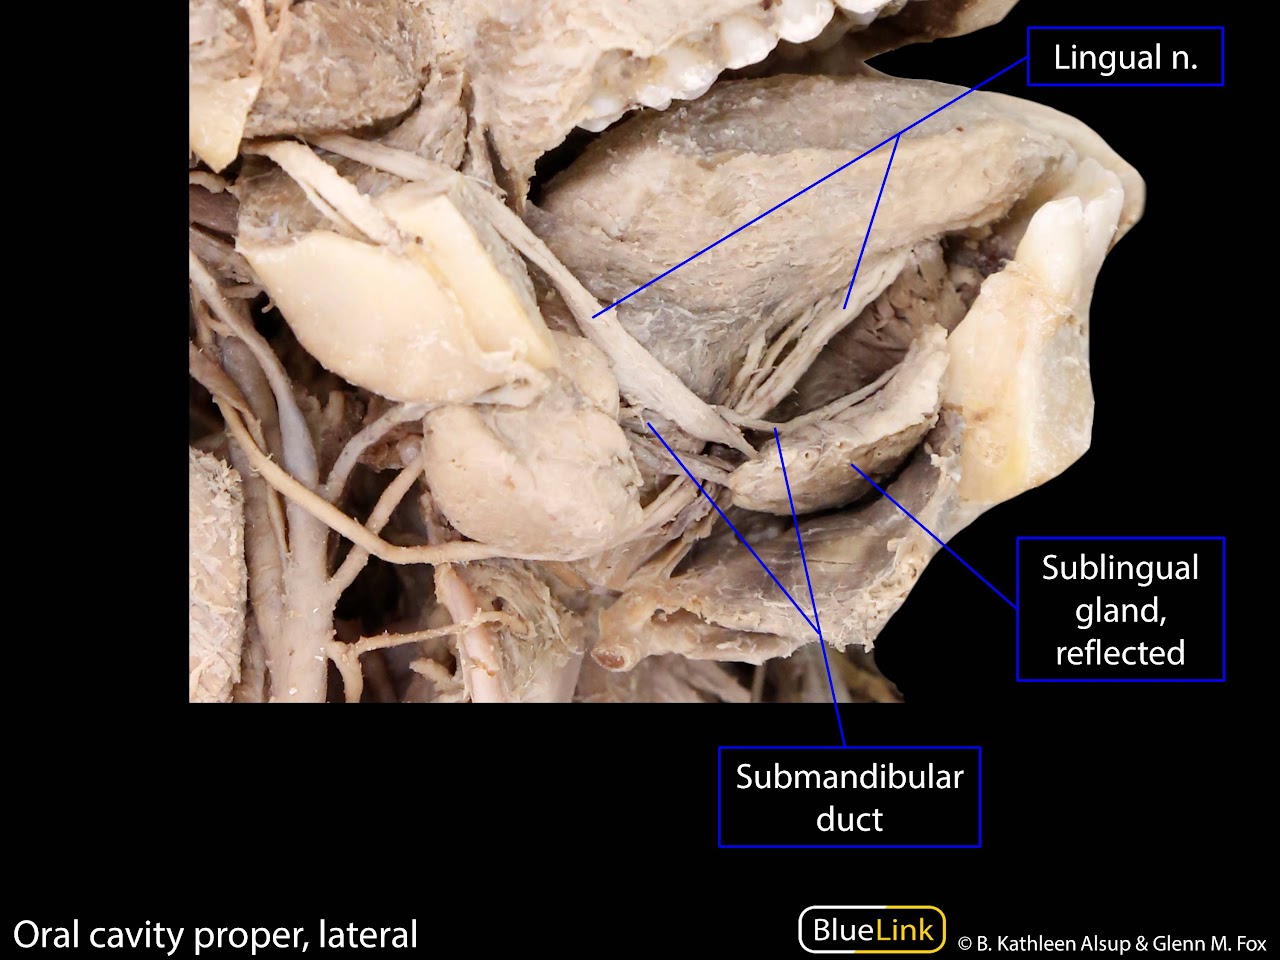 Lingual n.
Sublingual
gland,
reflected
Submandibular
duct
Oral cavity proper, lateral
BlueLink
© B. Kathleen Alsup & Glenn M. Fox